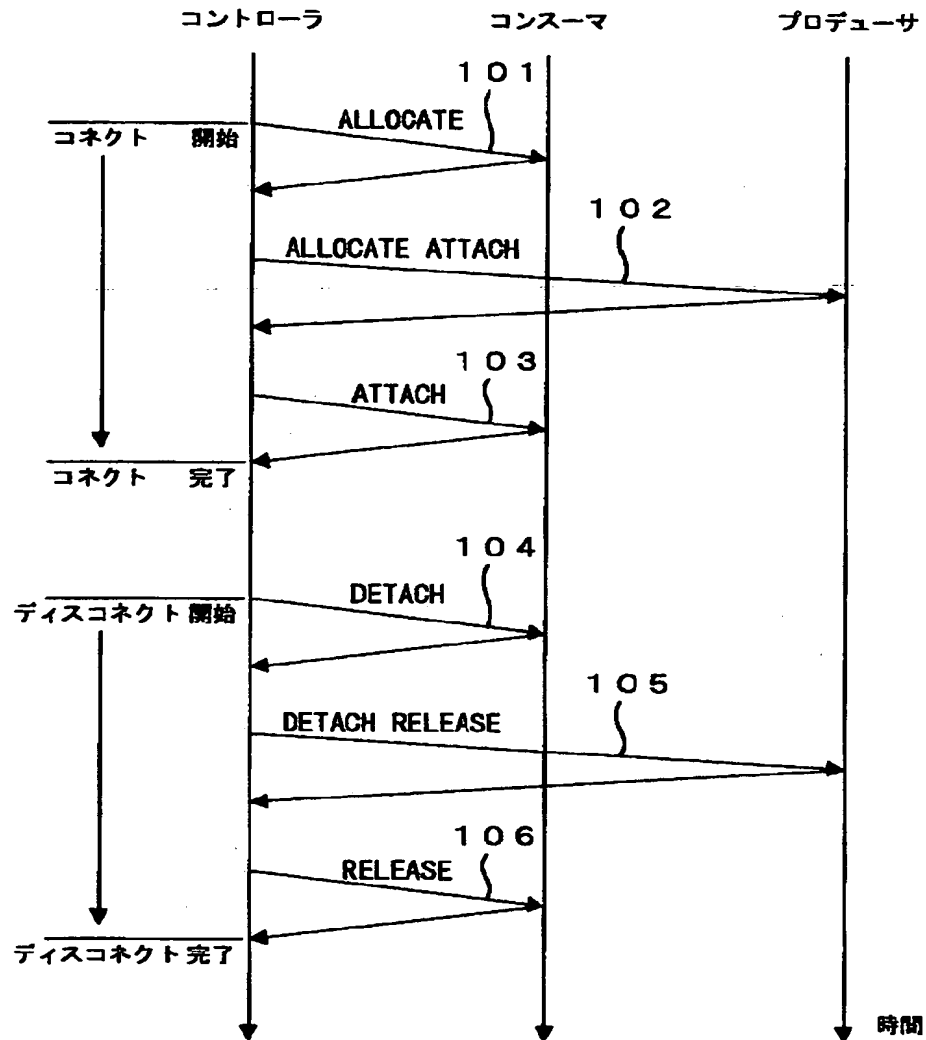 コントローラ コンスーマ プロデューサ
101
ALLOCATE
コネクト 開始
102
ALLOCATE ATTACH
103
ATTACH
コネクト 完了
104
DETACH
ディスコネクト 開始
105
DETACH RELEASE
106
RELEASE
ディスコネクト 完了
時間